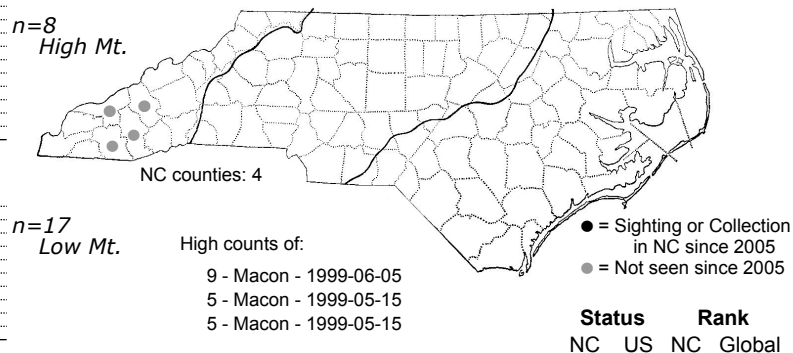 n=8
High Mt.
NC counties: 4
n=17
Low Mt.
High counts of:
9 - Macon - 1999-06-05
5 - Macon - 1999-05-15
5 - Macon - 1999-05-15
● = Sighting or Collection
in NC since 2005
● = Not seen since 2005
Status Rank
NC US NC Global